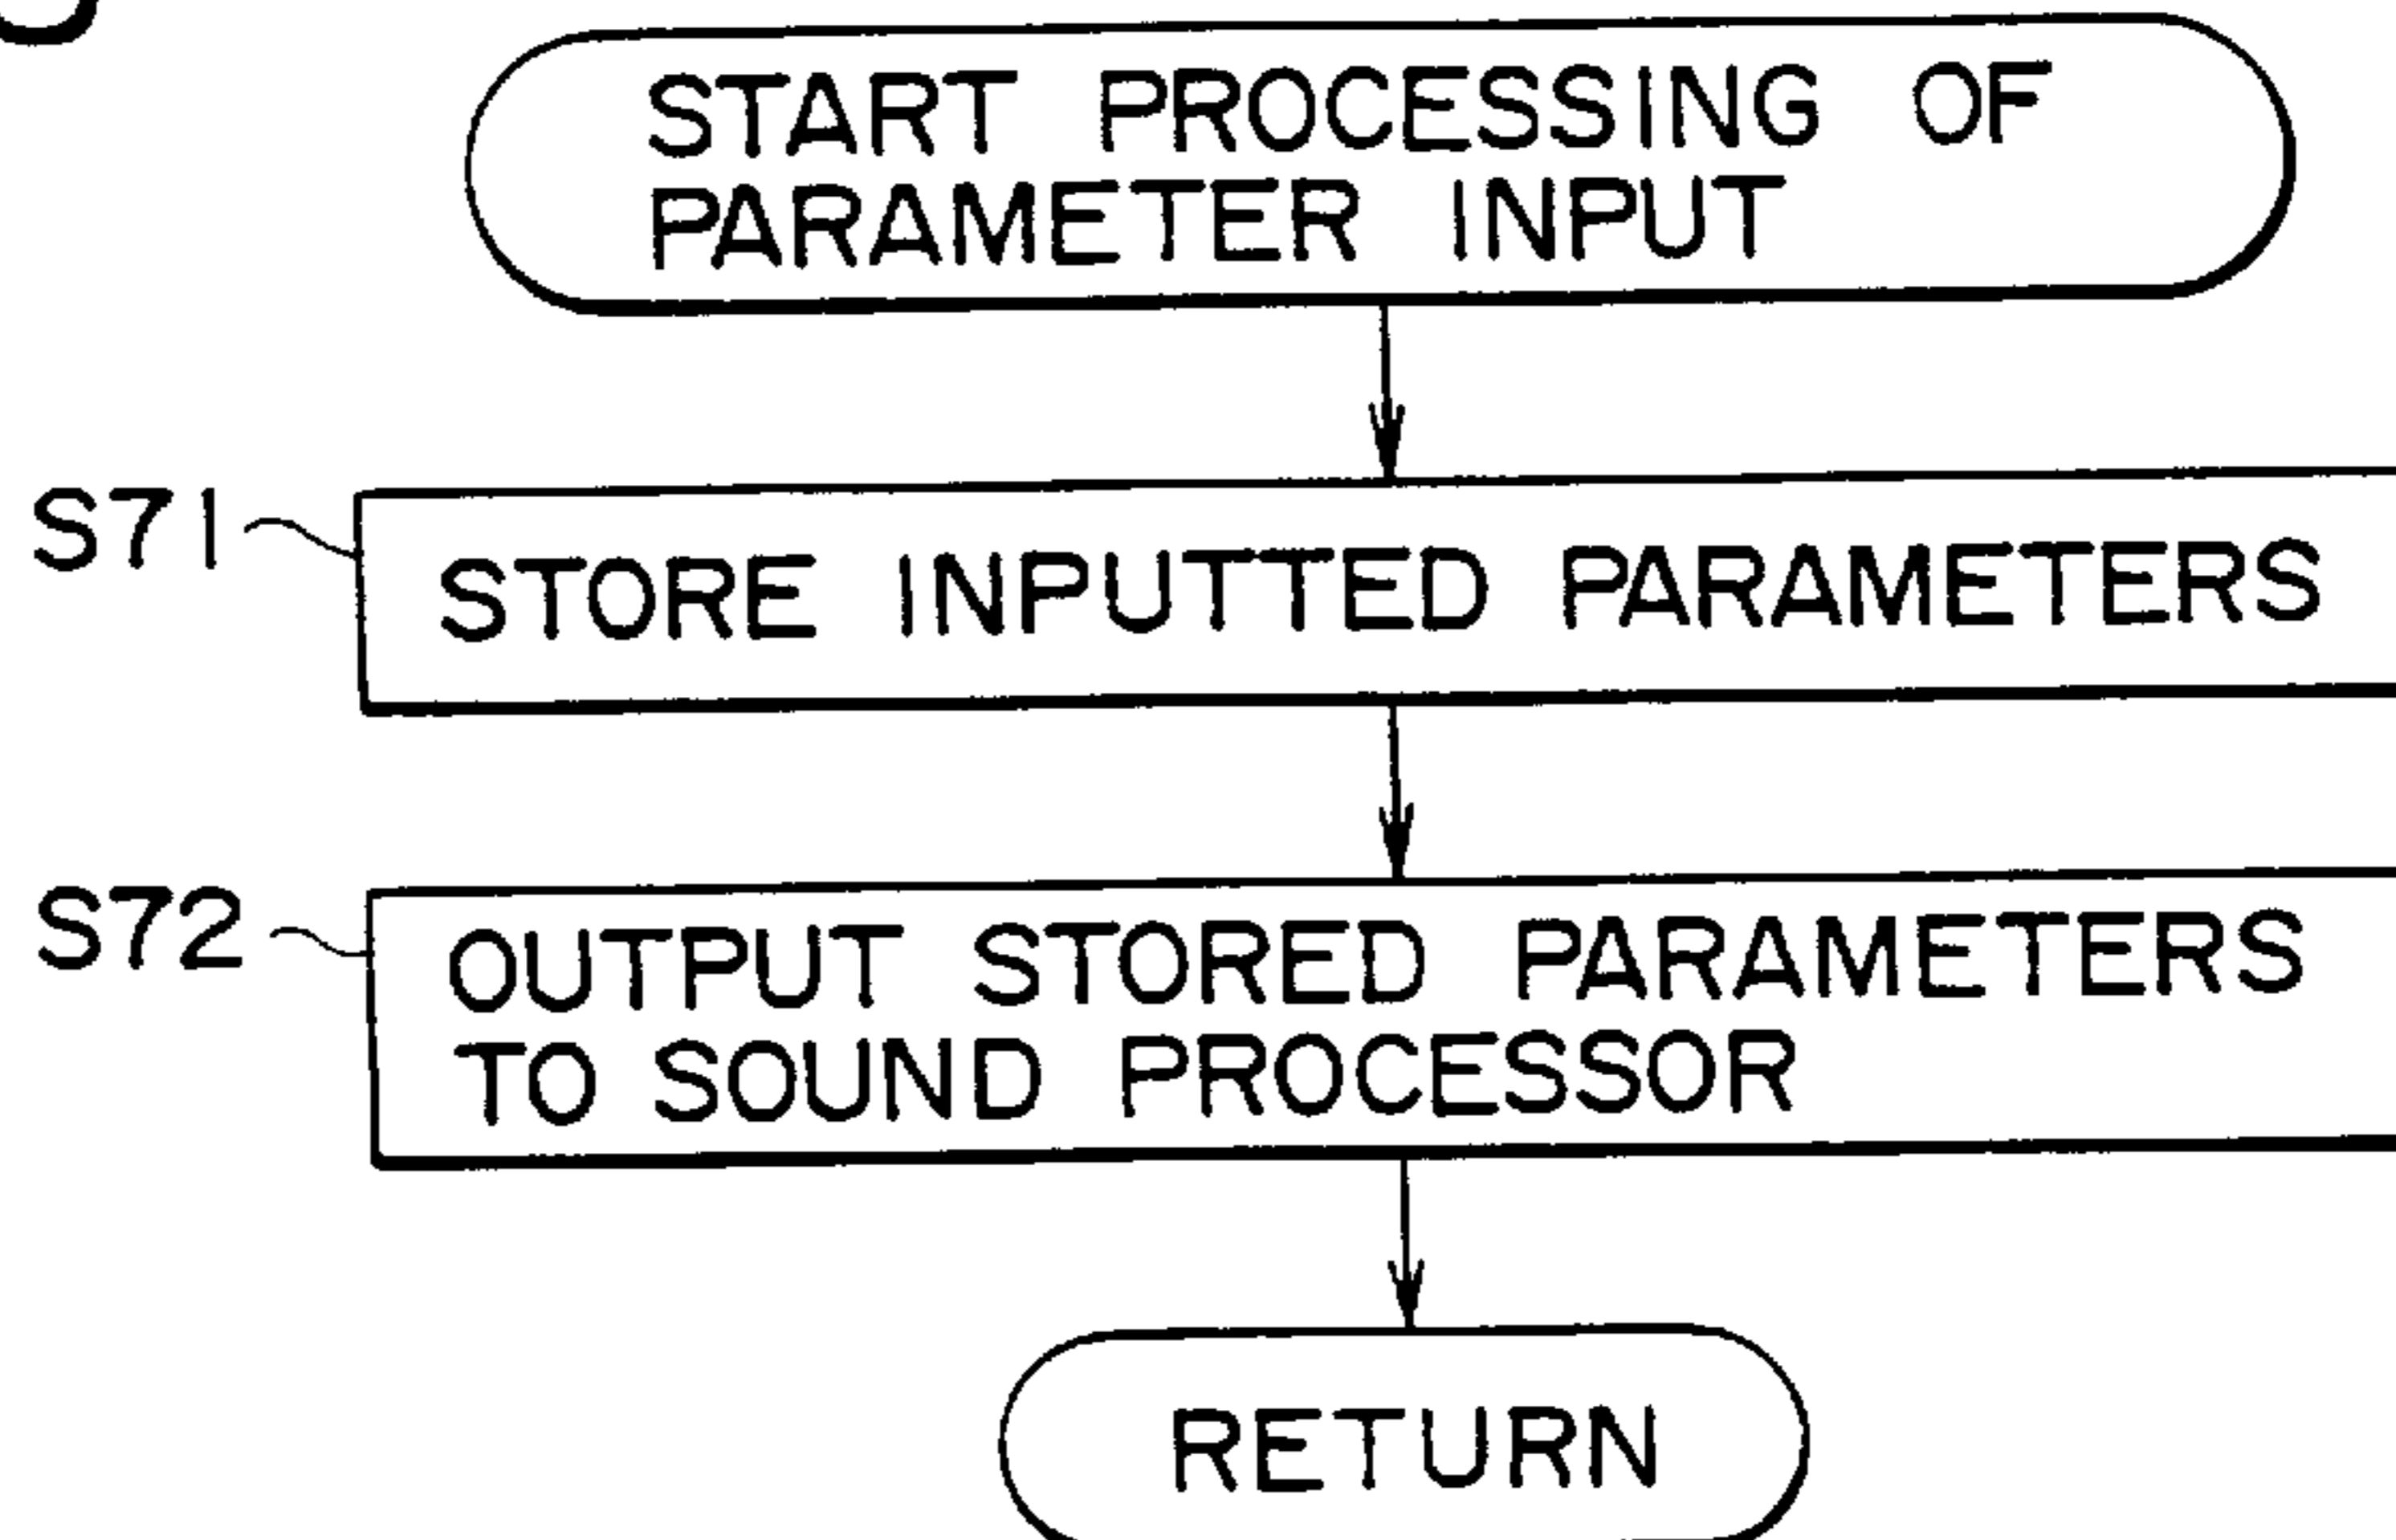 START PROCESSING OF
PARAMETER INPUT
S71
STORE INPUTTED PARAMETERS
S72
OUTPUT STORED PARAMETERS
TO SOUND PROCESSOR
RETURN